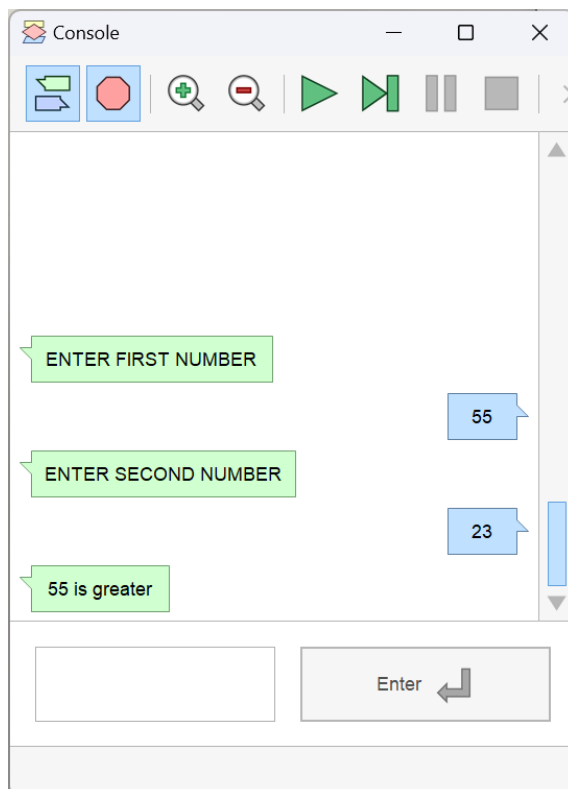 Console
ENTER FIRST NUMBER
55
ENTER SECOND NUMBER
23
55 is greater
Enter